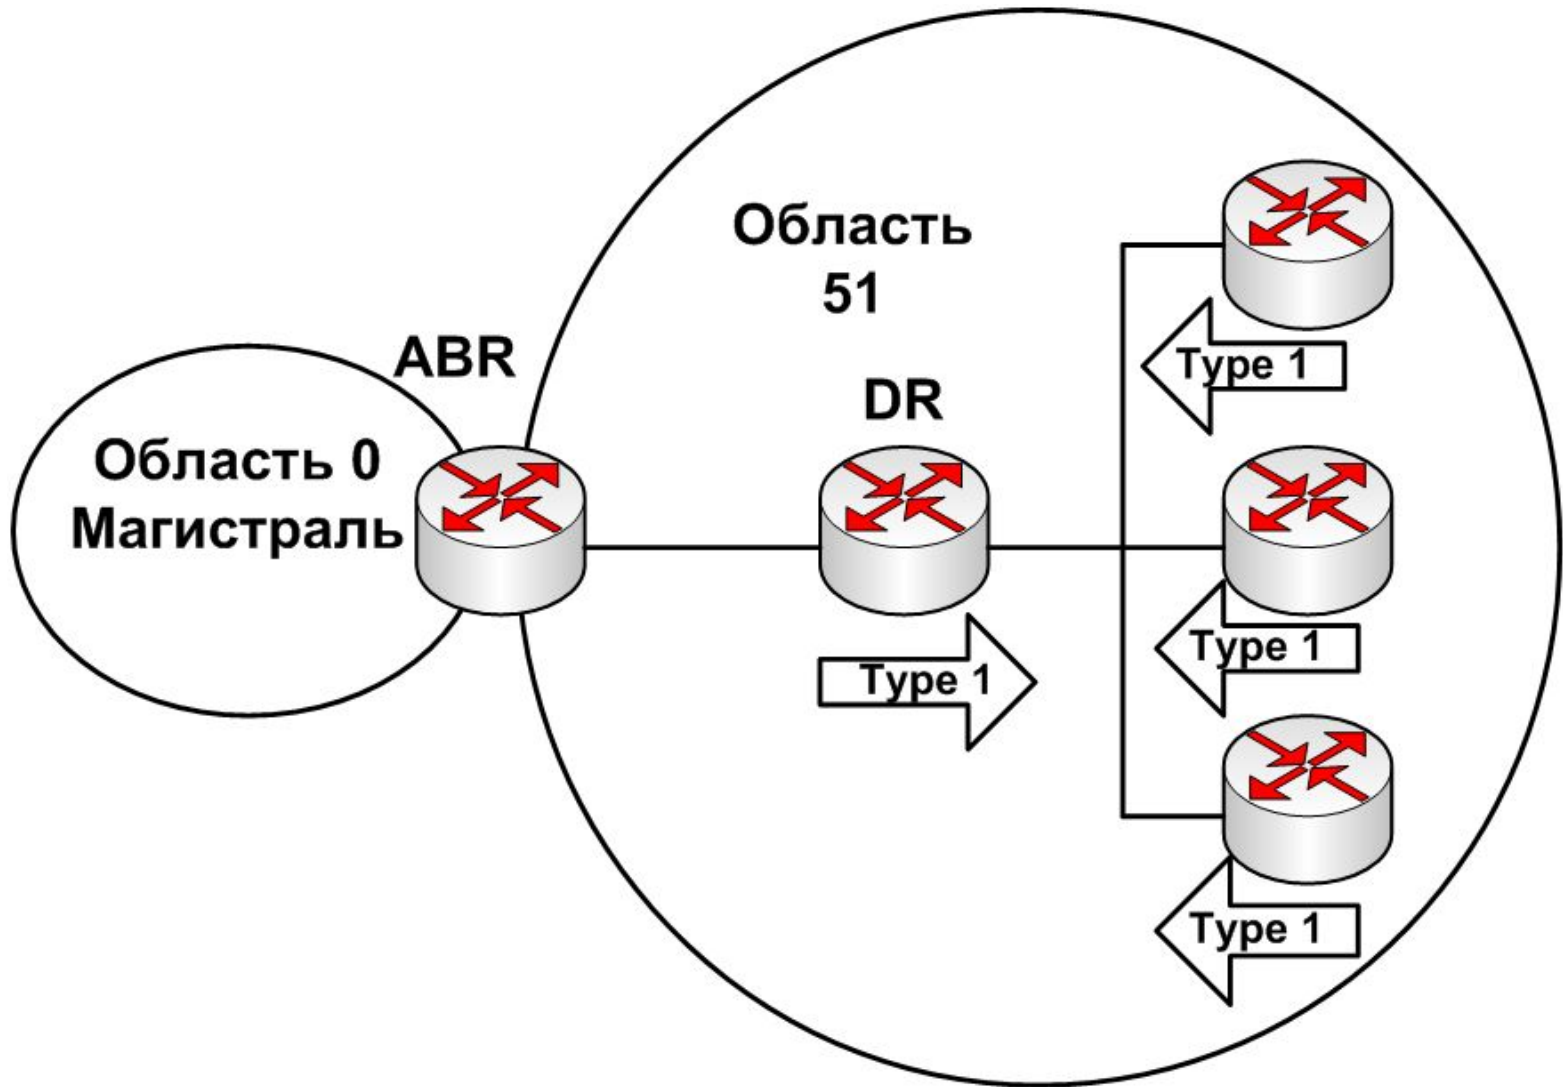 Область
51
ABR
DR
Область 0
Магистраль
Type 1
Type 1
Type 1
Type 1